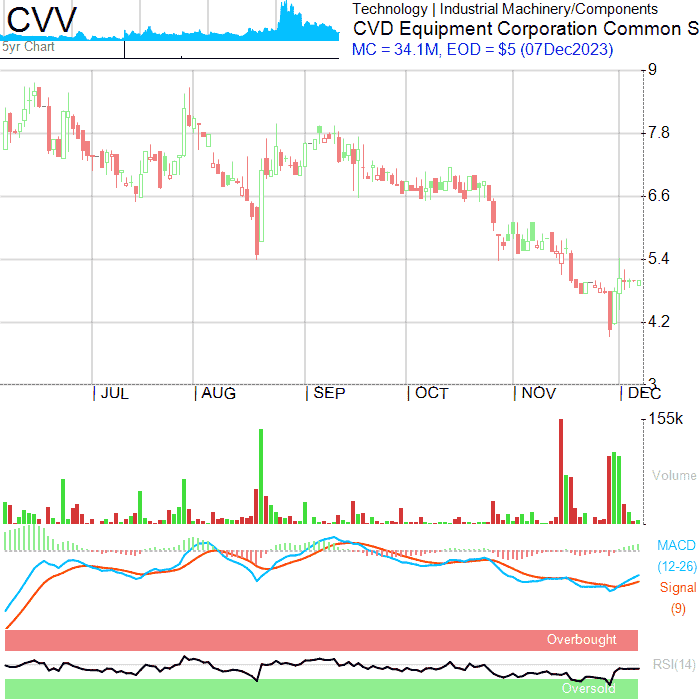 CVV
5yr Chart
Technology | Industrial Machinery/Components
CVD Equipment Corporation Common S
MC = 34.1M, EOD = $5 (07Dec2023)
9
7.8
6.6
5.4
4.2
3
JUL
AUG
SEP
OCT
NOV
DEC
155k
Volume
MACD
(12-26)
Signal
(9)
Overbought
RSI(14)
Oversold